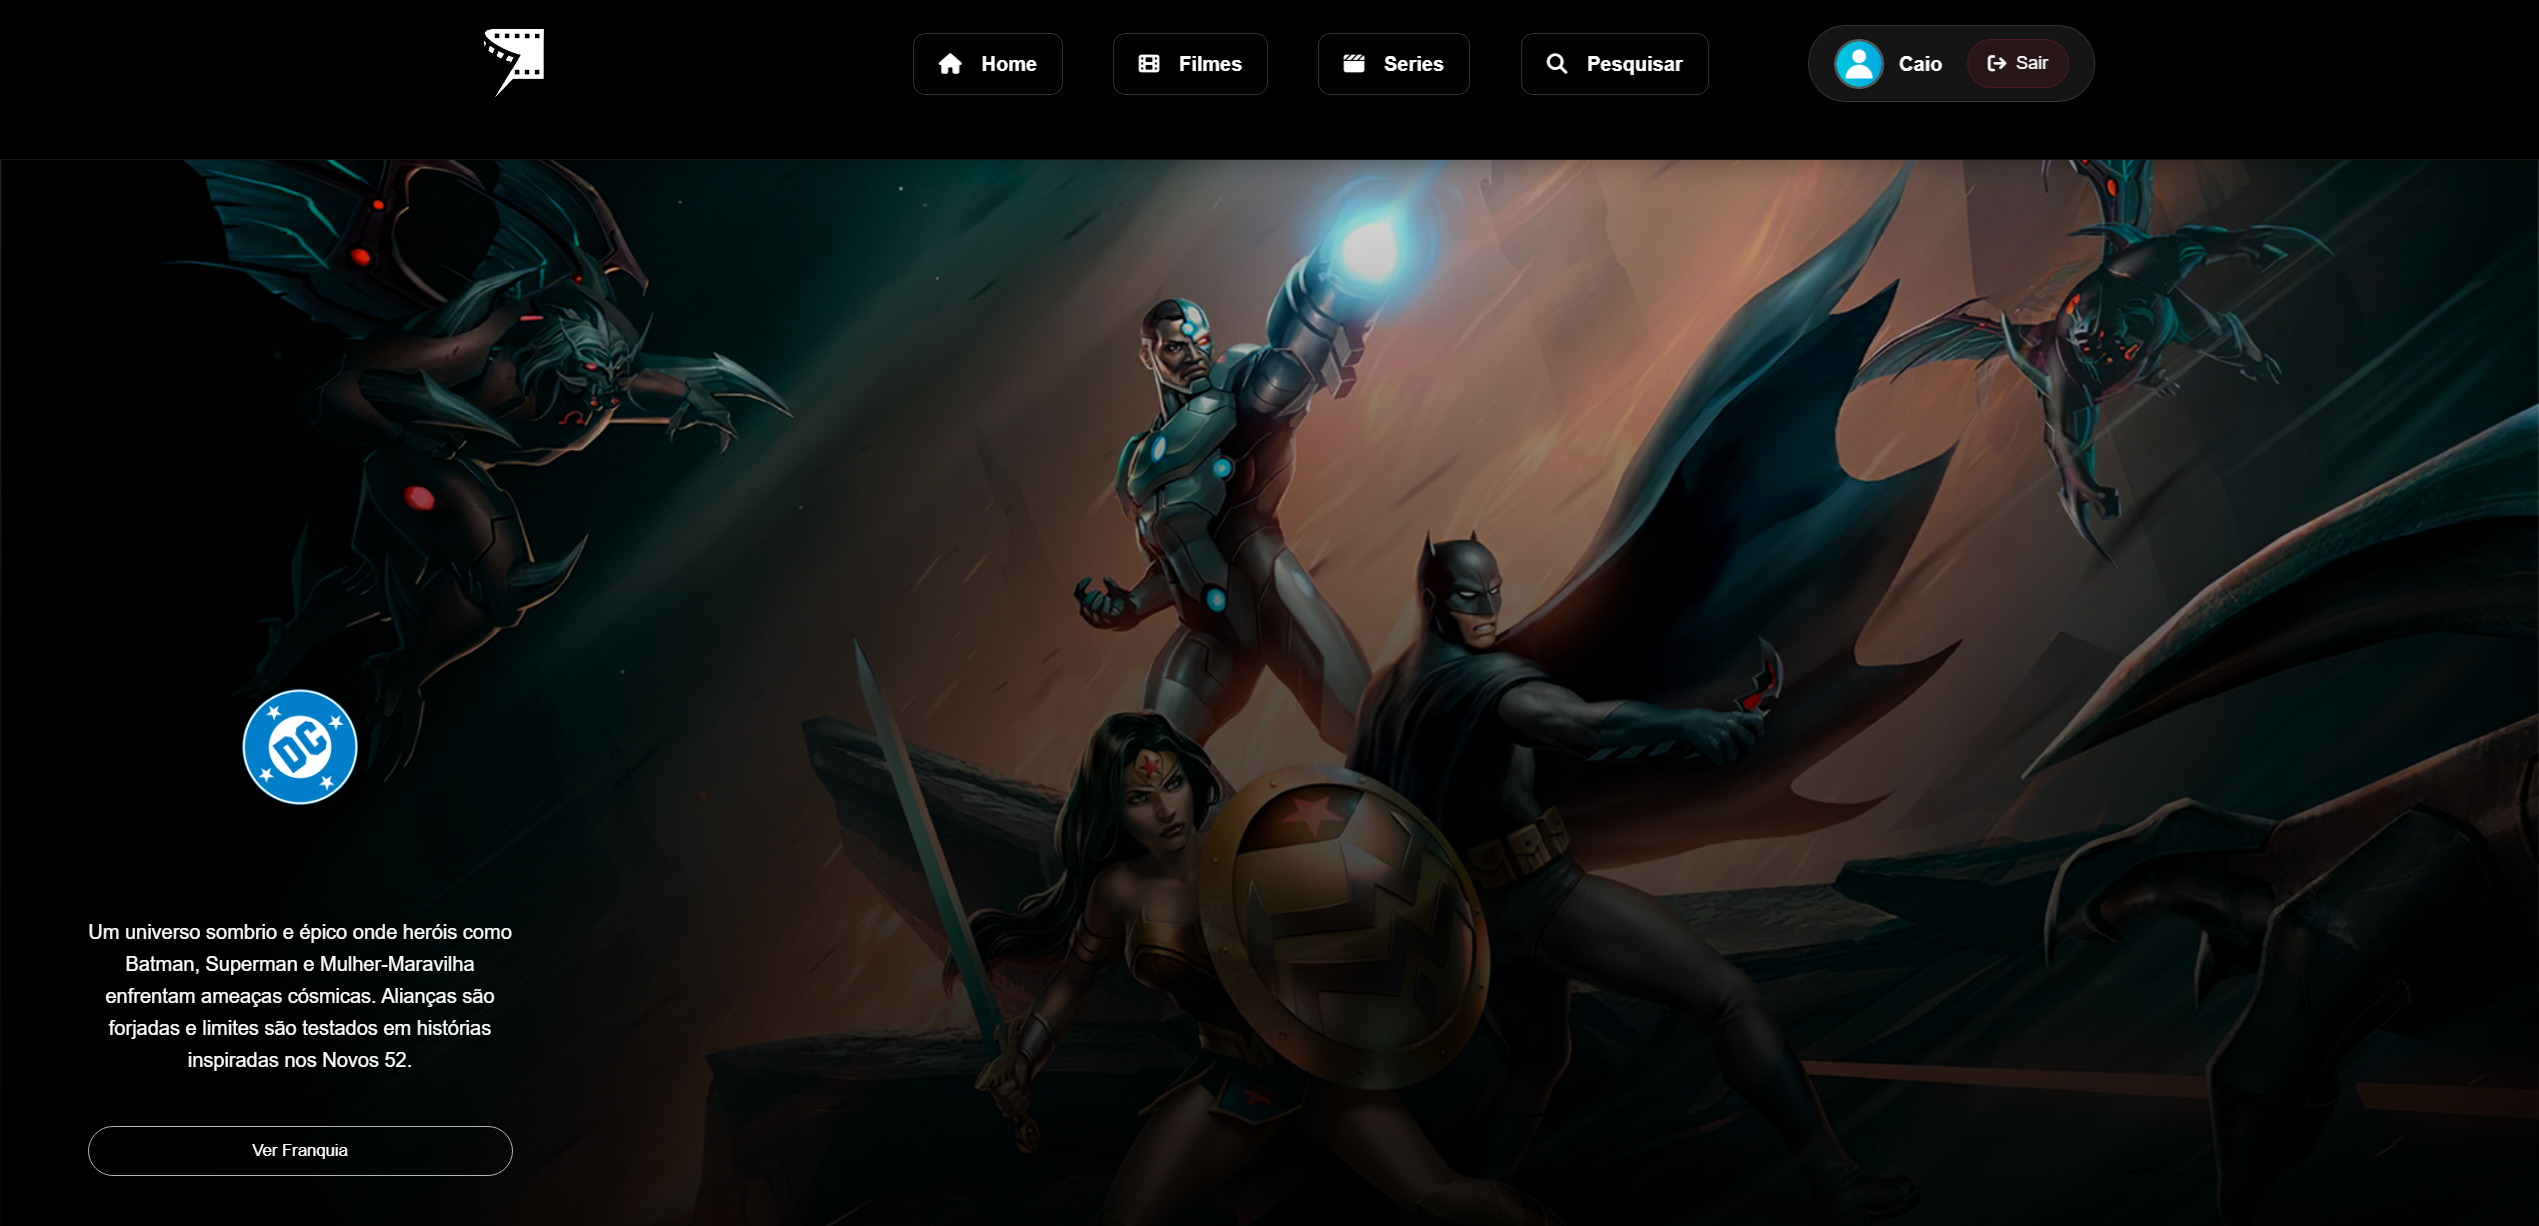 Home
Filmes
Series
Pesquisar
Caio
Sair
DC
Um universo sombrio e épico onde heróis como
Batman, Superman e Mulher-Maravilha
enfrentam ameaças cósmicas. Alianças são
forjadas e limites são testados em histórias
inspiradas nos Novos 52.
Ver Franquia